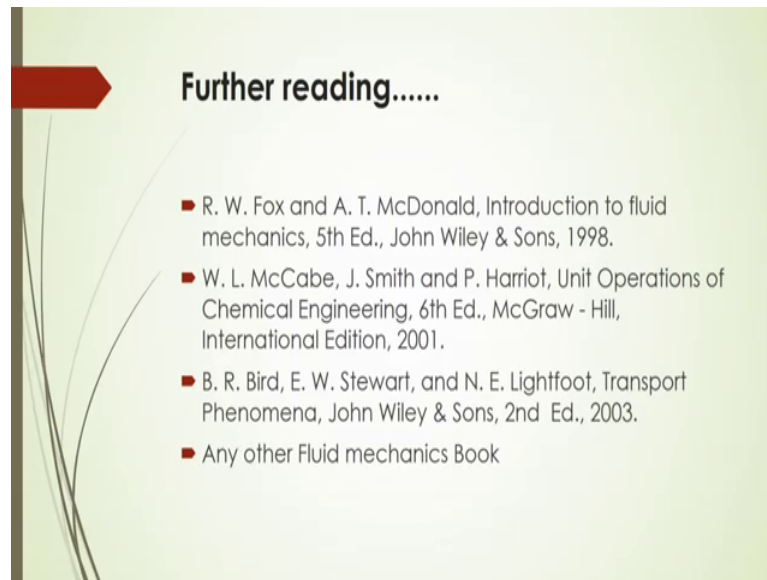 Further reading......
R. W. Fox and A. T. McDonald, Introduction to fluid
mechanics, 5th Ed., John Wiley & Sons, 1998.
W. L. McCabe, J. Smith and P. Harriot, Unit Operations of
Chemical Engineering, 6th Ed., McGraw - Hill,
International Edition, 2001.
B. R. Bird, E. W. Stewart, and N. E. Lightfoot, Transport
Phenomena, John Wiley & Sons, 2nd Ed., 2003.
Any other Fluid mechanics Book